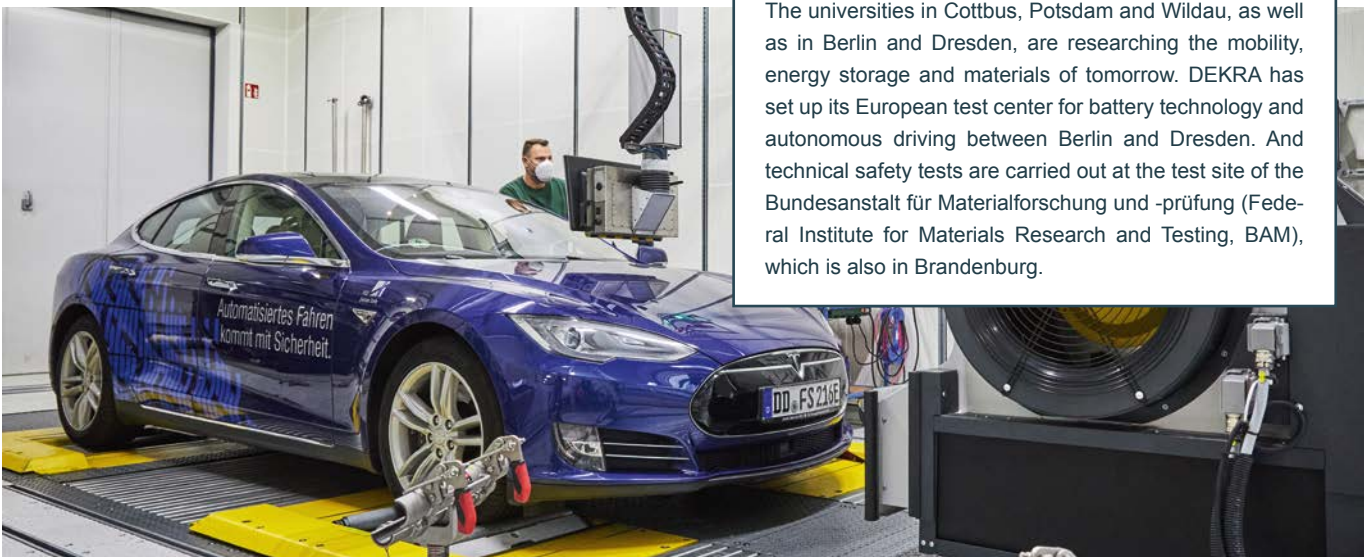 The universities in Cottbus, Potsdam and Wildau, as well
as in Berlin and Dresden, are researching the mobility,
energy storage and materials of tomorrow. DEKRA has
set up its European test center for battery technology and
autonomous driving between Berlin and Dresden. And
technical safety tests are carried out at the test site of the
Bundesanstalt für Materialforschung und -prüfung (Fede-
ral Institute for Materials Research and Testing, BAM),
which is also in Brandenburg.
Automatisiertes Fahren
kommt mit Sicherheit.
DD FS 216E